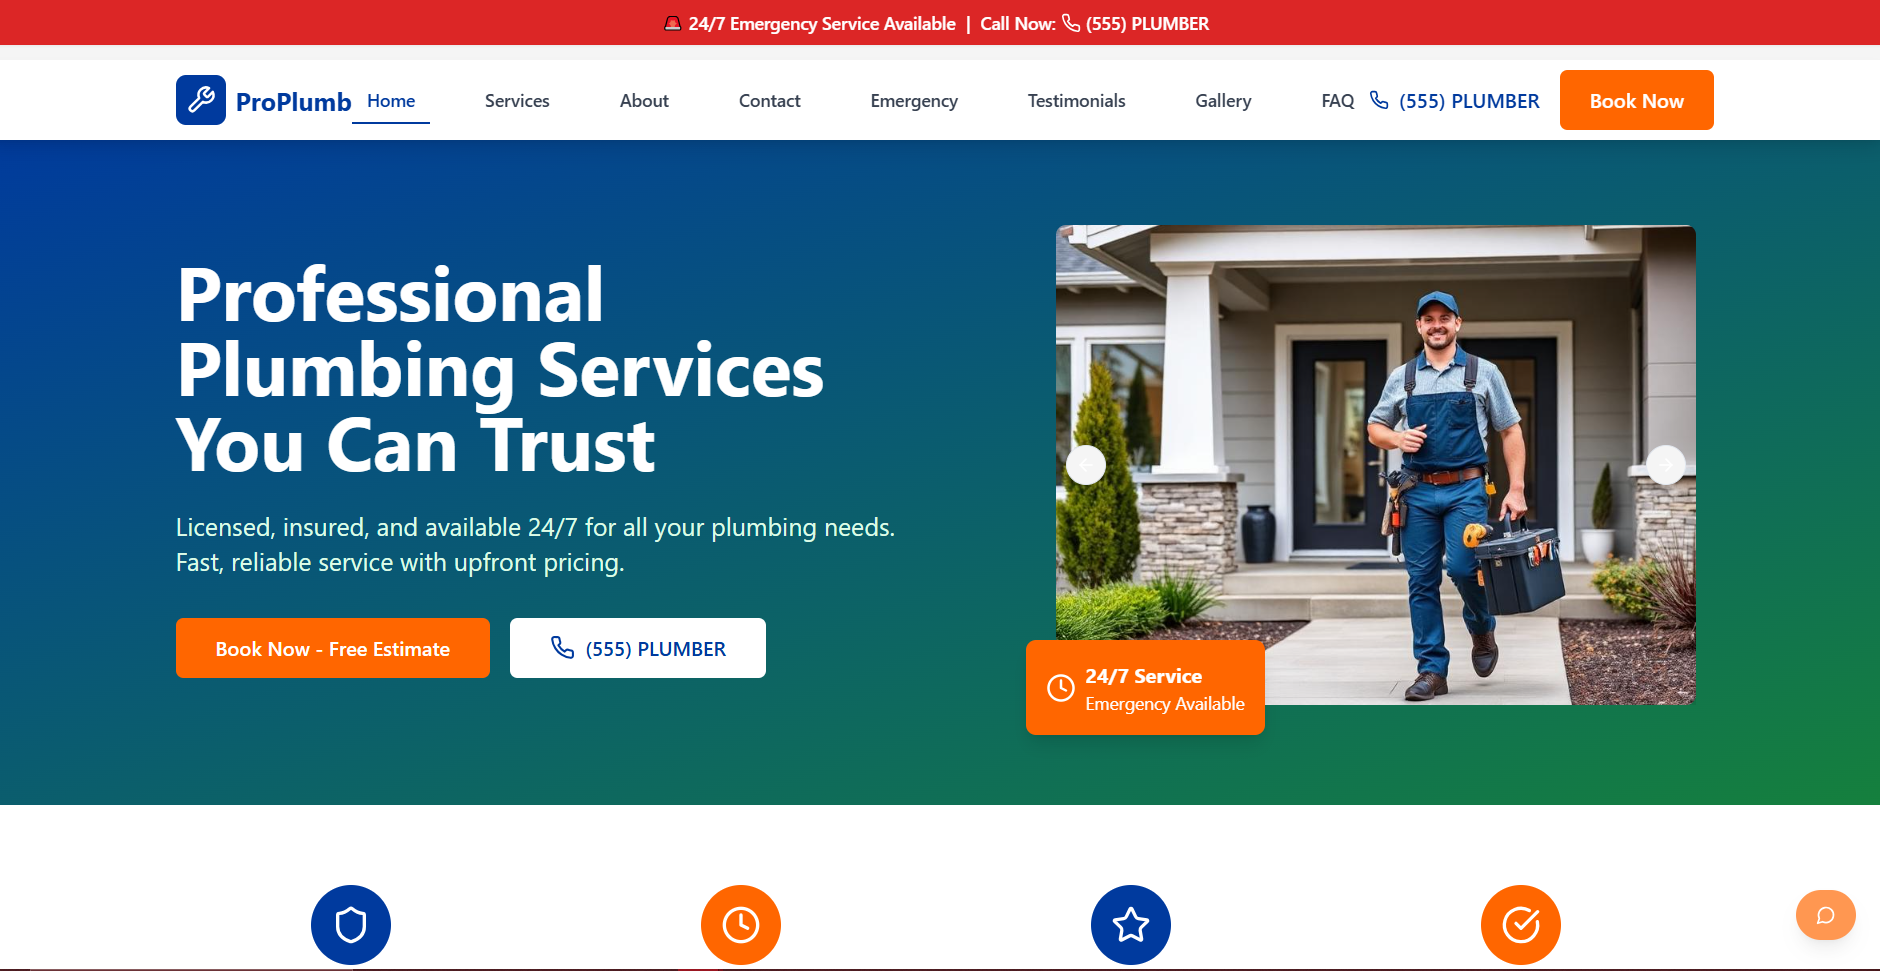 24/7 Emergency Service Available | Call Now: (555) PLUMBER
ProPlumb
Home
Services
About
Contact
Emergency
Testimonials
Gallery
FAQ
(555) PLUMBER
Book Now
Professional
Plumbing Services
You Can Trust
Licensed, insured, and available 24/7 for all your plumbing needs.
Fast, reliable service with upfront pricing.
Book Now - Free Estimate
(555) PLUMBER
24/7 Service
Emergency Available